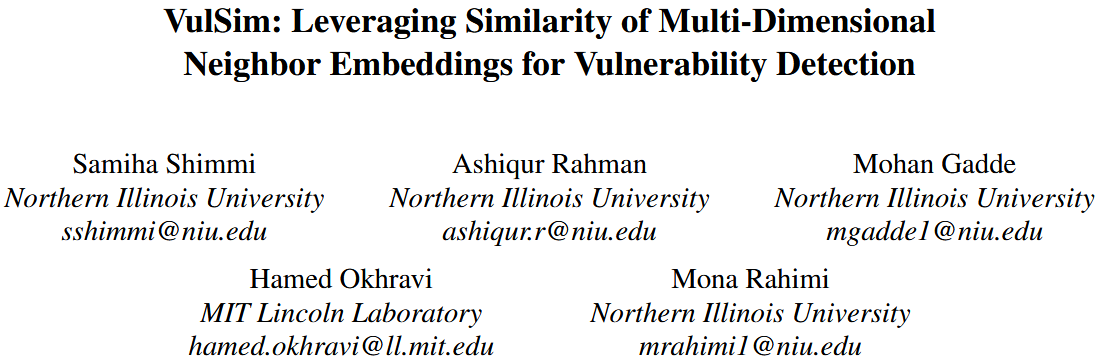 VulSim: Leveraging Similarity of Multi-Dimensional
Neighbor Embeddings for Vulnerability Detection
Samiha Shimmi
Northern Illinois University
sshimmi@niu.edu
Ashiqur Rahman
Northern Illinois University
ashiqur.r@niu.edu
Mohan Gadde
Northern Illinois University
mgadde1@niu.edu
Hamed Okhravi
MIT Lincoln Laboratory
hamed.okhravi@ll.mit.edu
Mona Rahimi
Northern Illinois University
mrahimi1@niu.edu